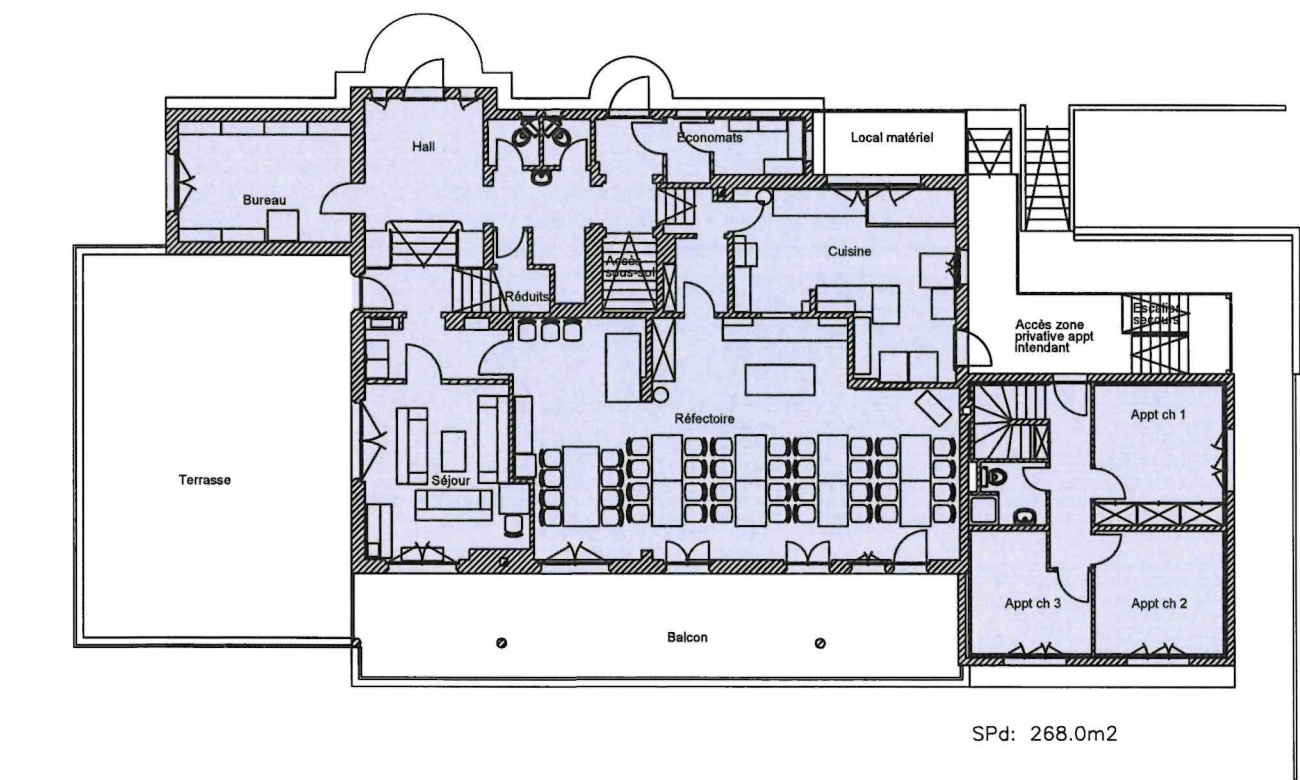 Hall
Economats
Local matériel
Bureau
Cuisine
Accès
sous-sol
Réduits
Escalier
secours
Accès zone
privative appt
intendant
Appt ch 1
Réfectoire
Terrasse
Séjour
Appt ch 3
Appt ch 2
Balcon
SPd: 268.0m2